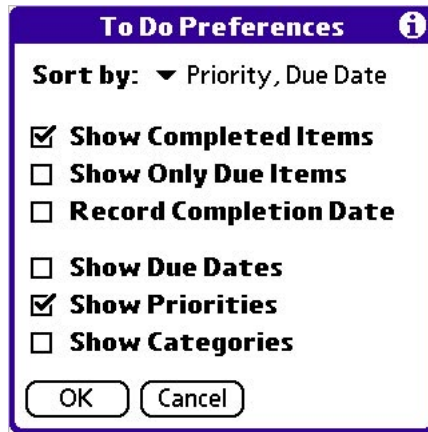 To Do Preferences i
Sort by: Priority, Due Date
Show Completed Items
Show Only Due Items
Record Completion Date
Show Due Dates
Show Priorities
Show Categories
OK Cancel